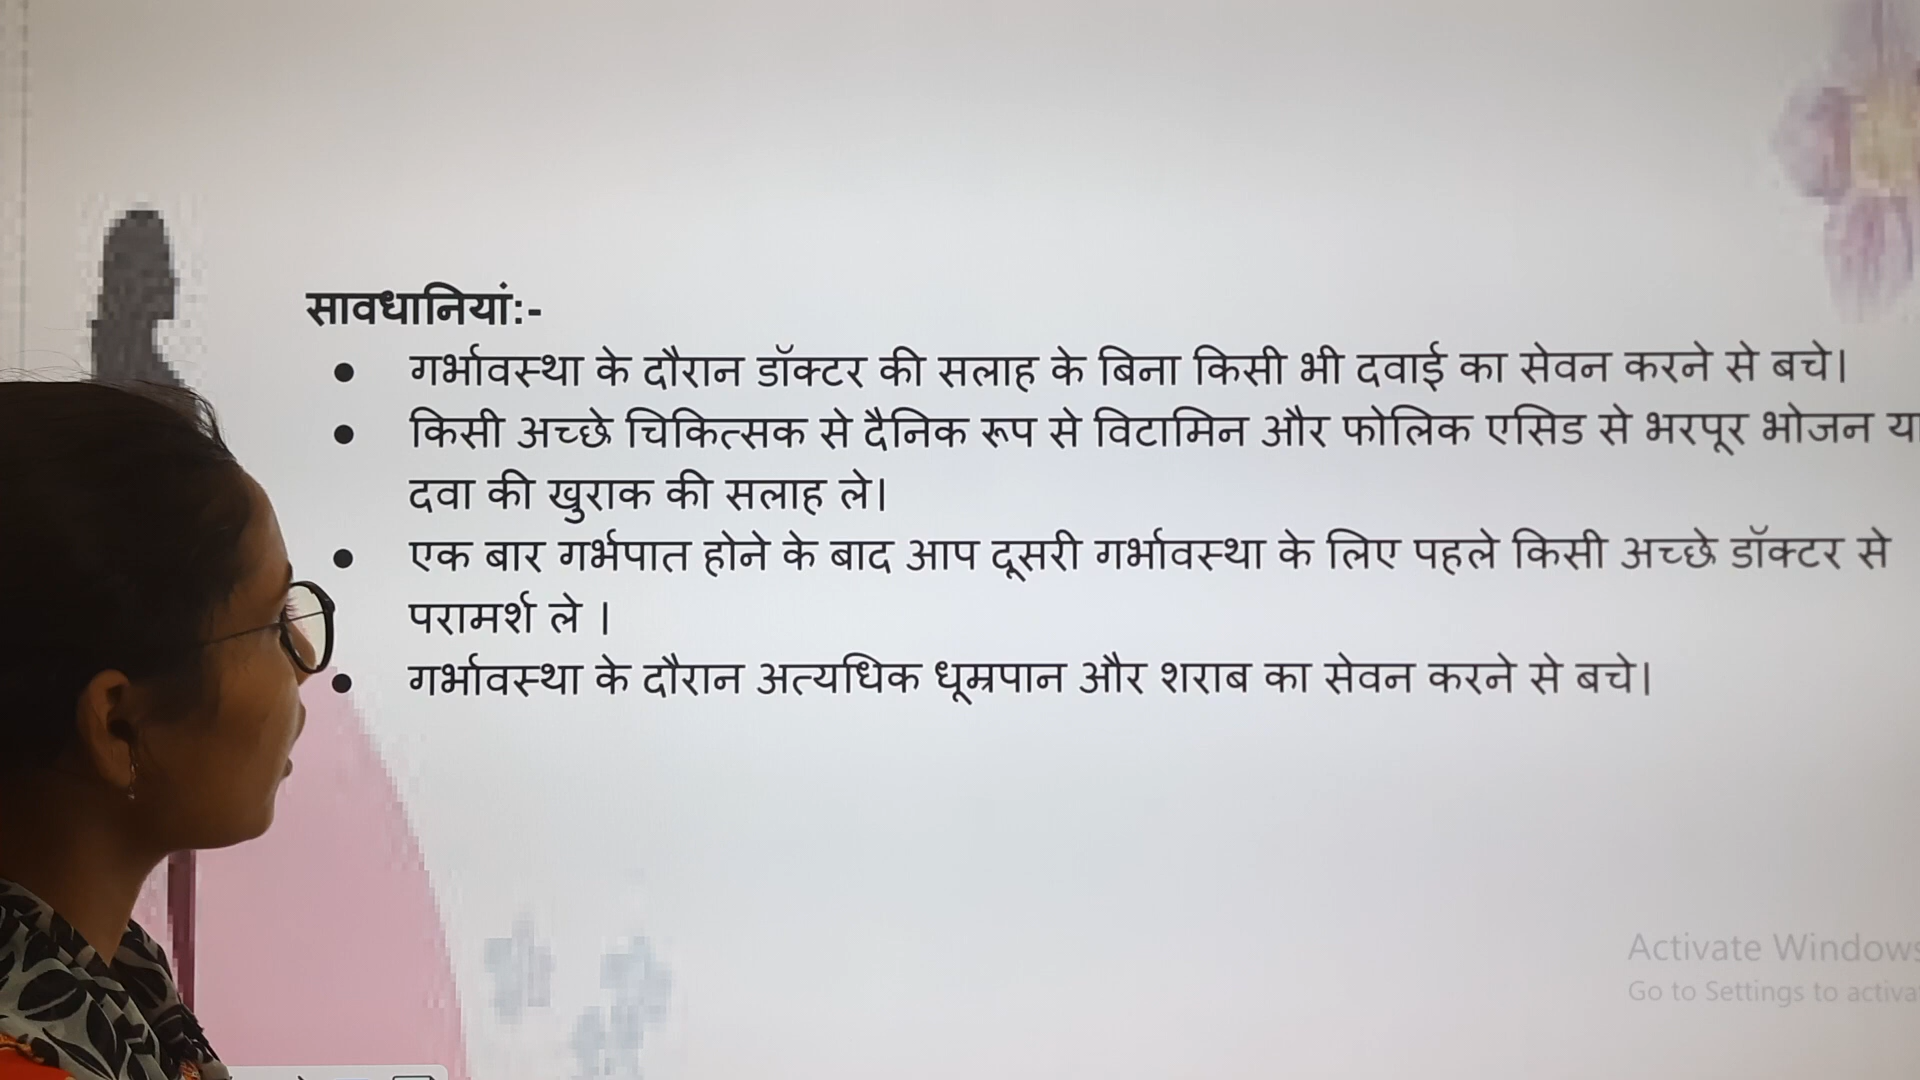 सावधानियां:-
● गर्भावस्था के दौरान डॉक्टर की सलाह के बिना किसी भी दवाई का सेवन करने से बचे।
● किसी अच्छे चिकित्सक से दैनिक रूप से विटामिन और फोलिक एसिड से भरपूर भोजन या
दवा की खुराक की सलाह ले।
● एक बार गर्भपात होने के बाद आप दूसरी गर्भावस्था के लिए पहले किसी अच्छे डॉक्टर से
परामर्श ले ।
● गर्भावस्था के दौरान अत्यधिक धूम्रपान और शराब का सेवन करने से बचे।
Activate Windows
Go to Settings to activa